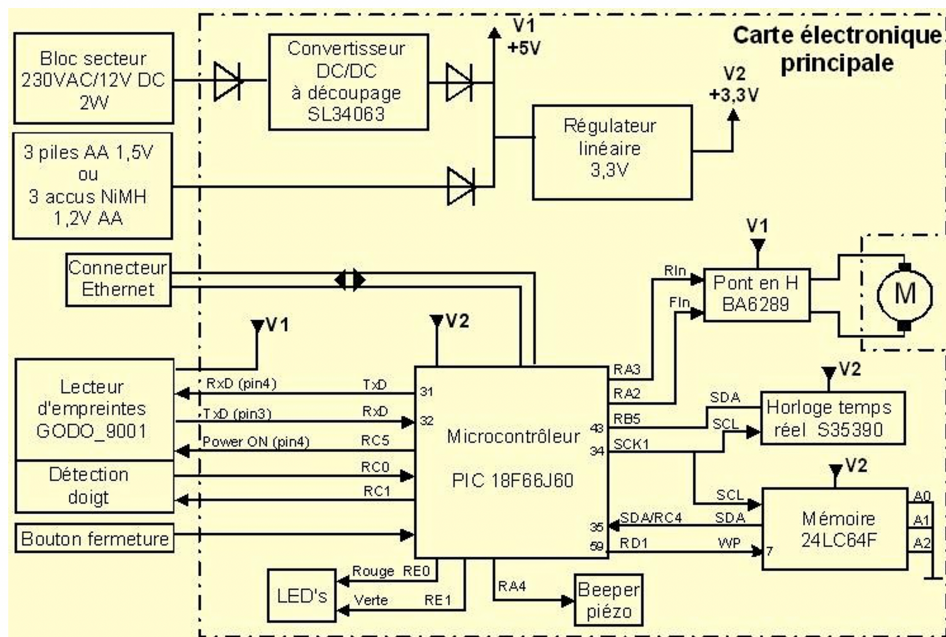 Carte électronique
principale
Bloc secteur
230VAC/12V DC
2W
Convertisseur
DC/DC
à découpage
SL34063
V1
+5V
V2
+3,3V
3 piles AA 1,5V
ou
3 accus NiMH
1,2V AA
Régulateur
linéaire
3,3V
Connecteur
Ethernet
V1
V2
V1
RIn
FIn
Pont en H
BA6289
M
Lecteur
d'empreintes
GODO_9001
RxD (pin4)
TxD
31
TxD (pin3)
RxD
32
Power ON (pin4)
RC5
Détection
doigt
RC0
RC1
Bouton fermeture
Microcontrôleur
PIC 18F66J60
RA3
RA2
43
RB5
SDA
34
SCK1
SCL
V2
Horloge temps
réel S35390
V2
SCL
35
SDA/RC4
SDA
59
RD1
WP
7
Mémoire
24LC64F
A0
A1
A2
LED's
Rouge RE0
Verte RE1
RA4
Beeper
piézo